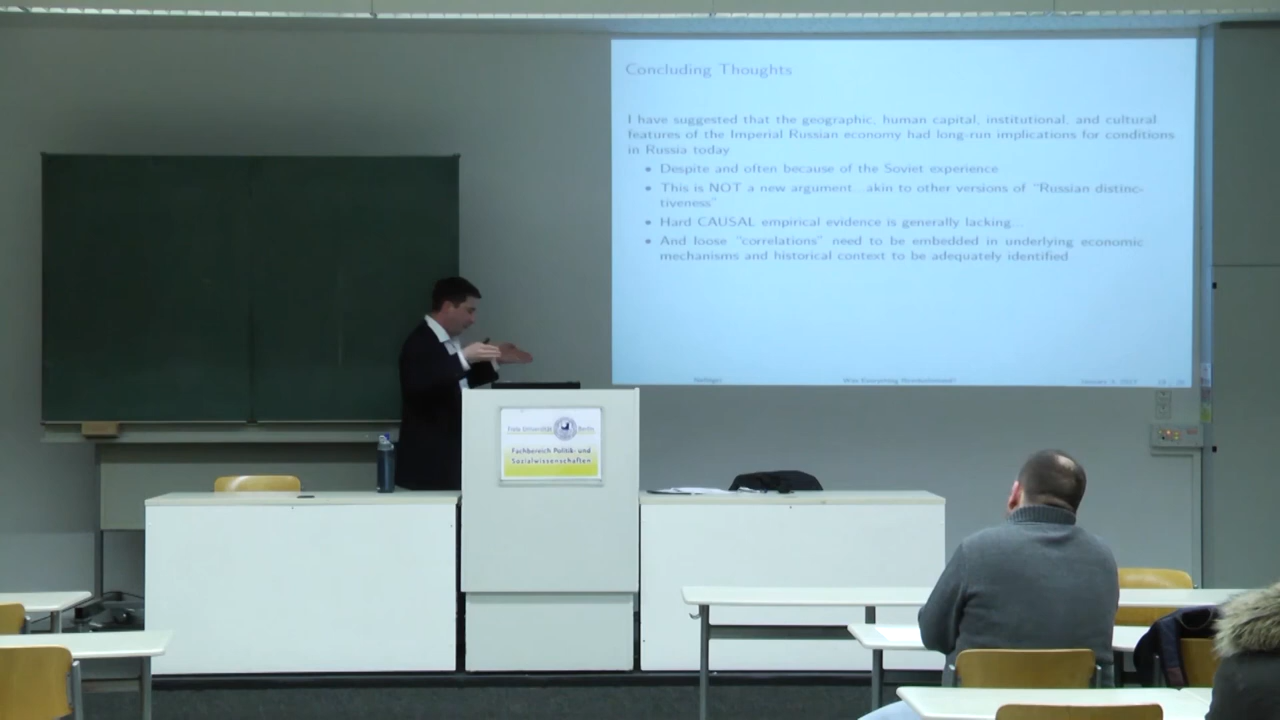 Concluding Thoughts
I have suggested that the geographic, human capital, institutional, and cultural
features of the Imperial Russian economy had long-run implications for conditions
in Russia today
• Despite and often because of the Soviet experience
• This is NOT a new argument...akin to other versions of "Russian distinc-
tiveness"
• Hard CAUSAL empirical evidence is generally lacking...
• And loose "correlations" need to be embedded in underlying economic
mechanisms and historical context to be adequately identified
Freie Universität Berlin
Fachbereich Politik- und
Sozialwissenschaften